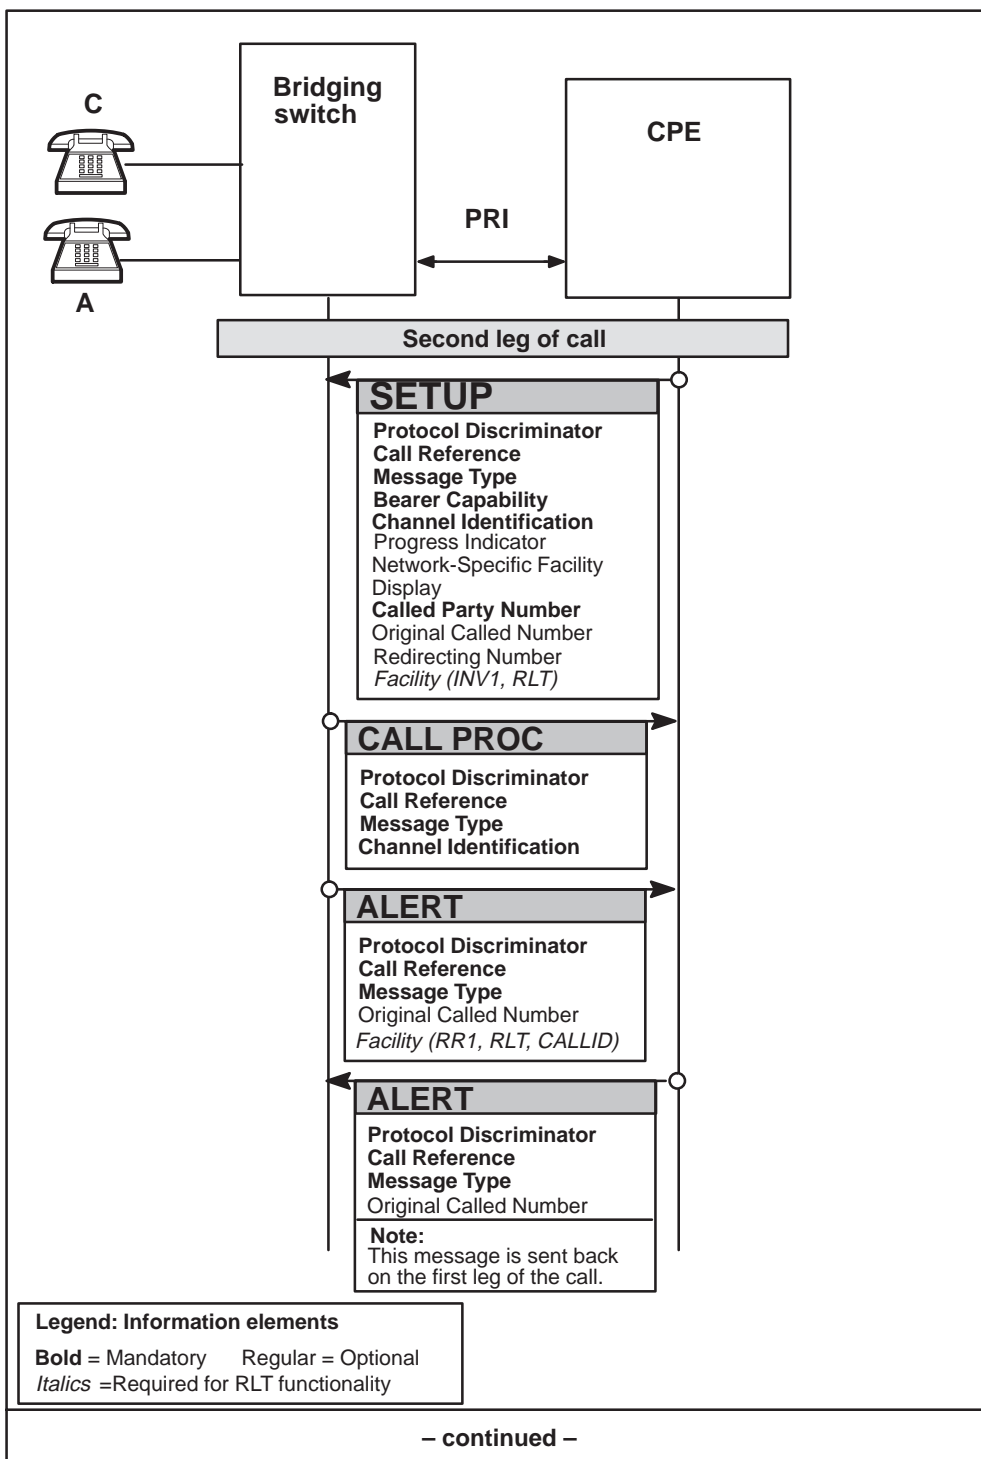 Bridging
switch
C
CPE
PRI
A
Second leg of call
SETUP
Protocol Discriminator
Call Reference
Message Type
Bearer Capability
Channel Identification
Progress Indicator
Network-Specific Facility
Display
Called Party Number
Original Called Number
Redirecting Number
Facility (INV1, RLT)
CALL PROC
Protocol Discriminator
Call Reference
Message Type
Channel Identification
ALERT
Protocol Discriminator
Call Reference
Message Type
Original Called Number
Facility (RR1, RLT, CALLID)
ALERT
Protocol Discriminator
Call Reference
Message Type
Original Called Number
Note:
This message is sent back
on the first leg of the call.
Legend: Information elements
Bold = Mandatory Regular = Optional
Italics =Required for RLT functionality
– continued –